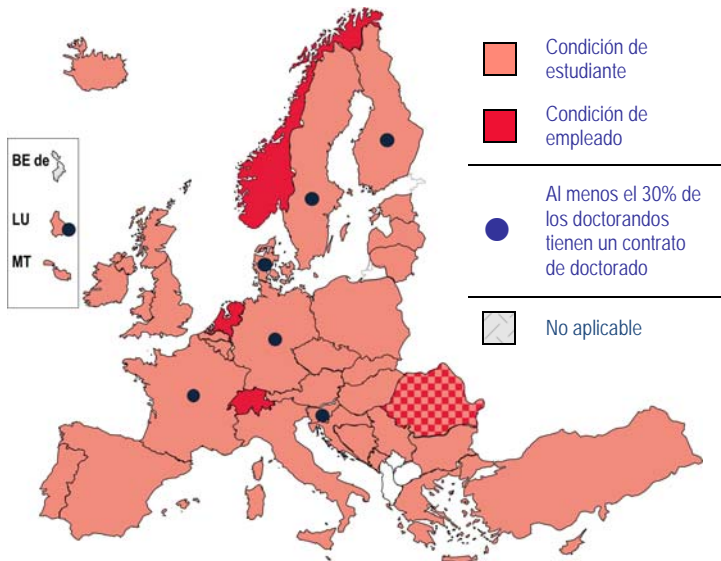 Condición de
estudiante
Condición de
empleado
Al menos el 30% de
los doctorandos
tienen un contrato
de doctorado
No aplicable
BE de
LU
MT